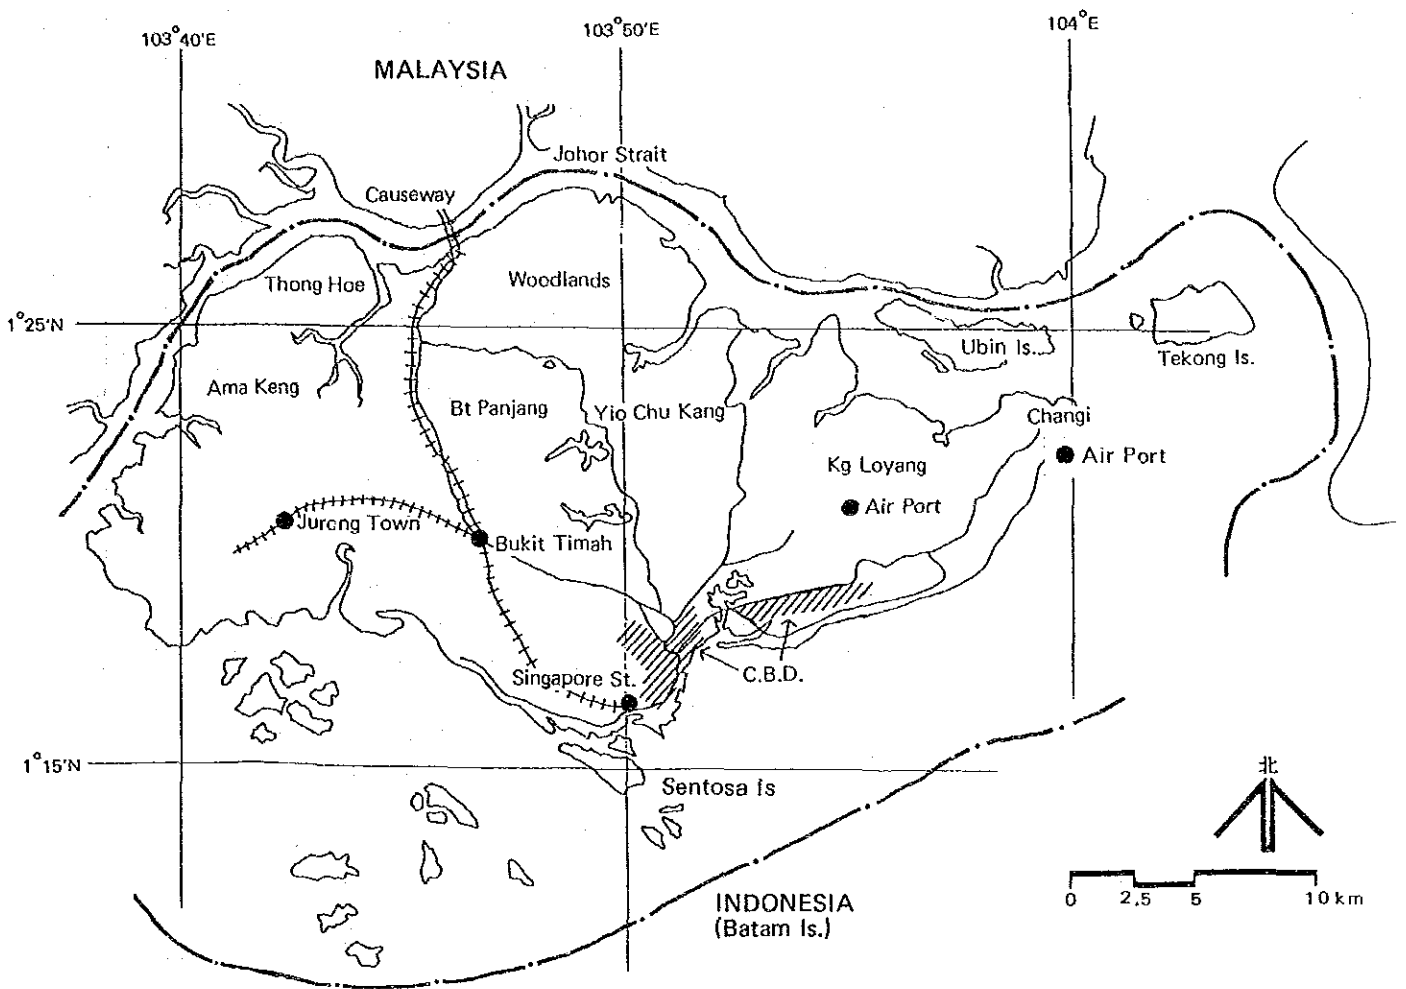 103°40'E
103°50'E
104°E
MALAYSIA
Johor Strait
Causeway
Thong Hoe
Woodlands
1°25'N
Ubin Is.
Tekong Is.
Ama Keng
Bt Panjang
Yio Chu Kang
Changi
Air Port
Kg Loyang
Air Port
Jurong Town
Bukit Timah
Singapore St.
C.B.D.
1°15'N
Sentosa Is
北
INDONESIA
(Batam Is.)
0 2.5 5 10 km